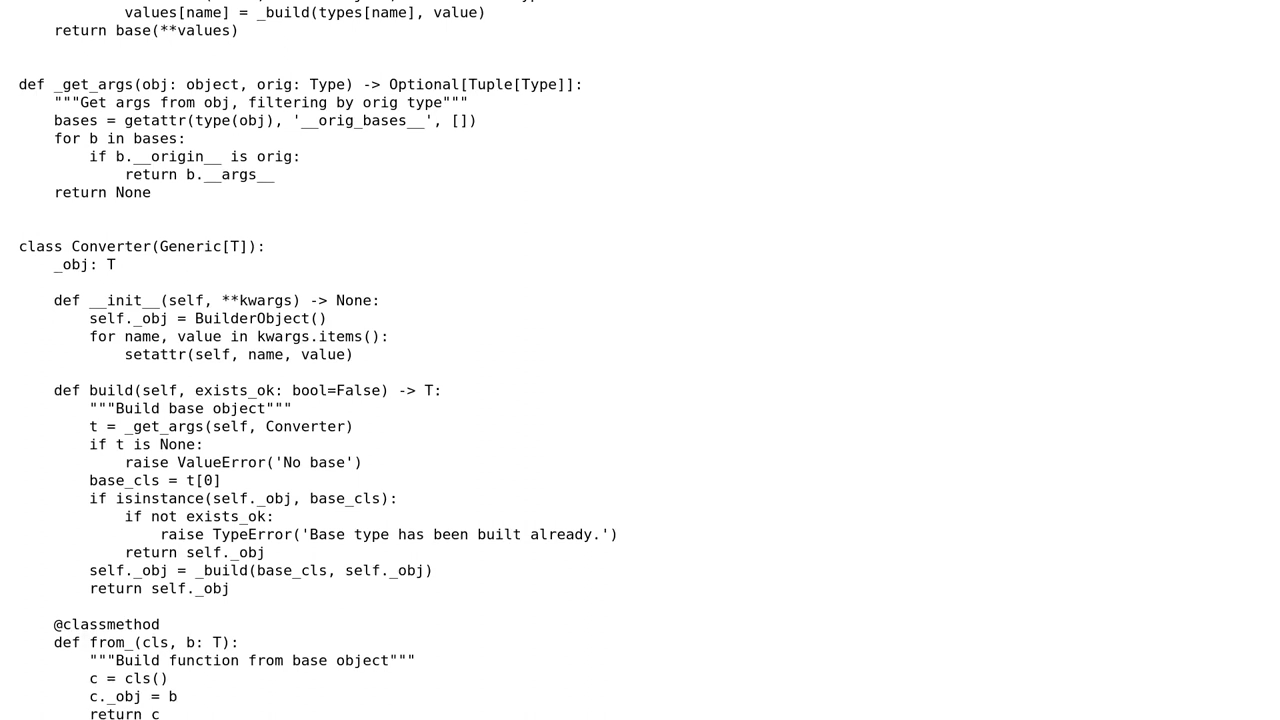 values[name] = _build(types[name], value)
    return base(**values)


def _get_args(obj: object, orig: Type) -> Optional[Tuple[Type]]:
    """Get args from obj, filtering by orig type"""
    bases = getattr(type(obj), '__orig_bases__', [])
    for b in bases:
        if b.__origin__ is orig:
            return b.__args__
    return None


class Converter(Generic[T]):
    _obj: T

    def __init__(self, **kwargs) -> None:
        self._obj = BuilderObject()
        for name, value in kwargs.items():
            setattr(self, name, value)

    def build(self, exists_ok: bool=False) -> T:
        """Build base object"""
        t = _get_args(self, Converter)
        if t is None:
            raise ValueError('No base')
        base_cls = t[0]
        if isinstance(self._obj, base_cls):
            if not exists_ok:
                raise TypeError('Base type has been built already.')
            return self._obj
        self._obj = _build(base_cls, self._obj)
        return self._obj

    @classmethod
    def from_(cls, b: T):
        """Build function from base object"""
        c = cls()
        c._obj = b
        return c